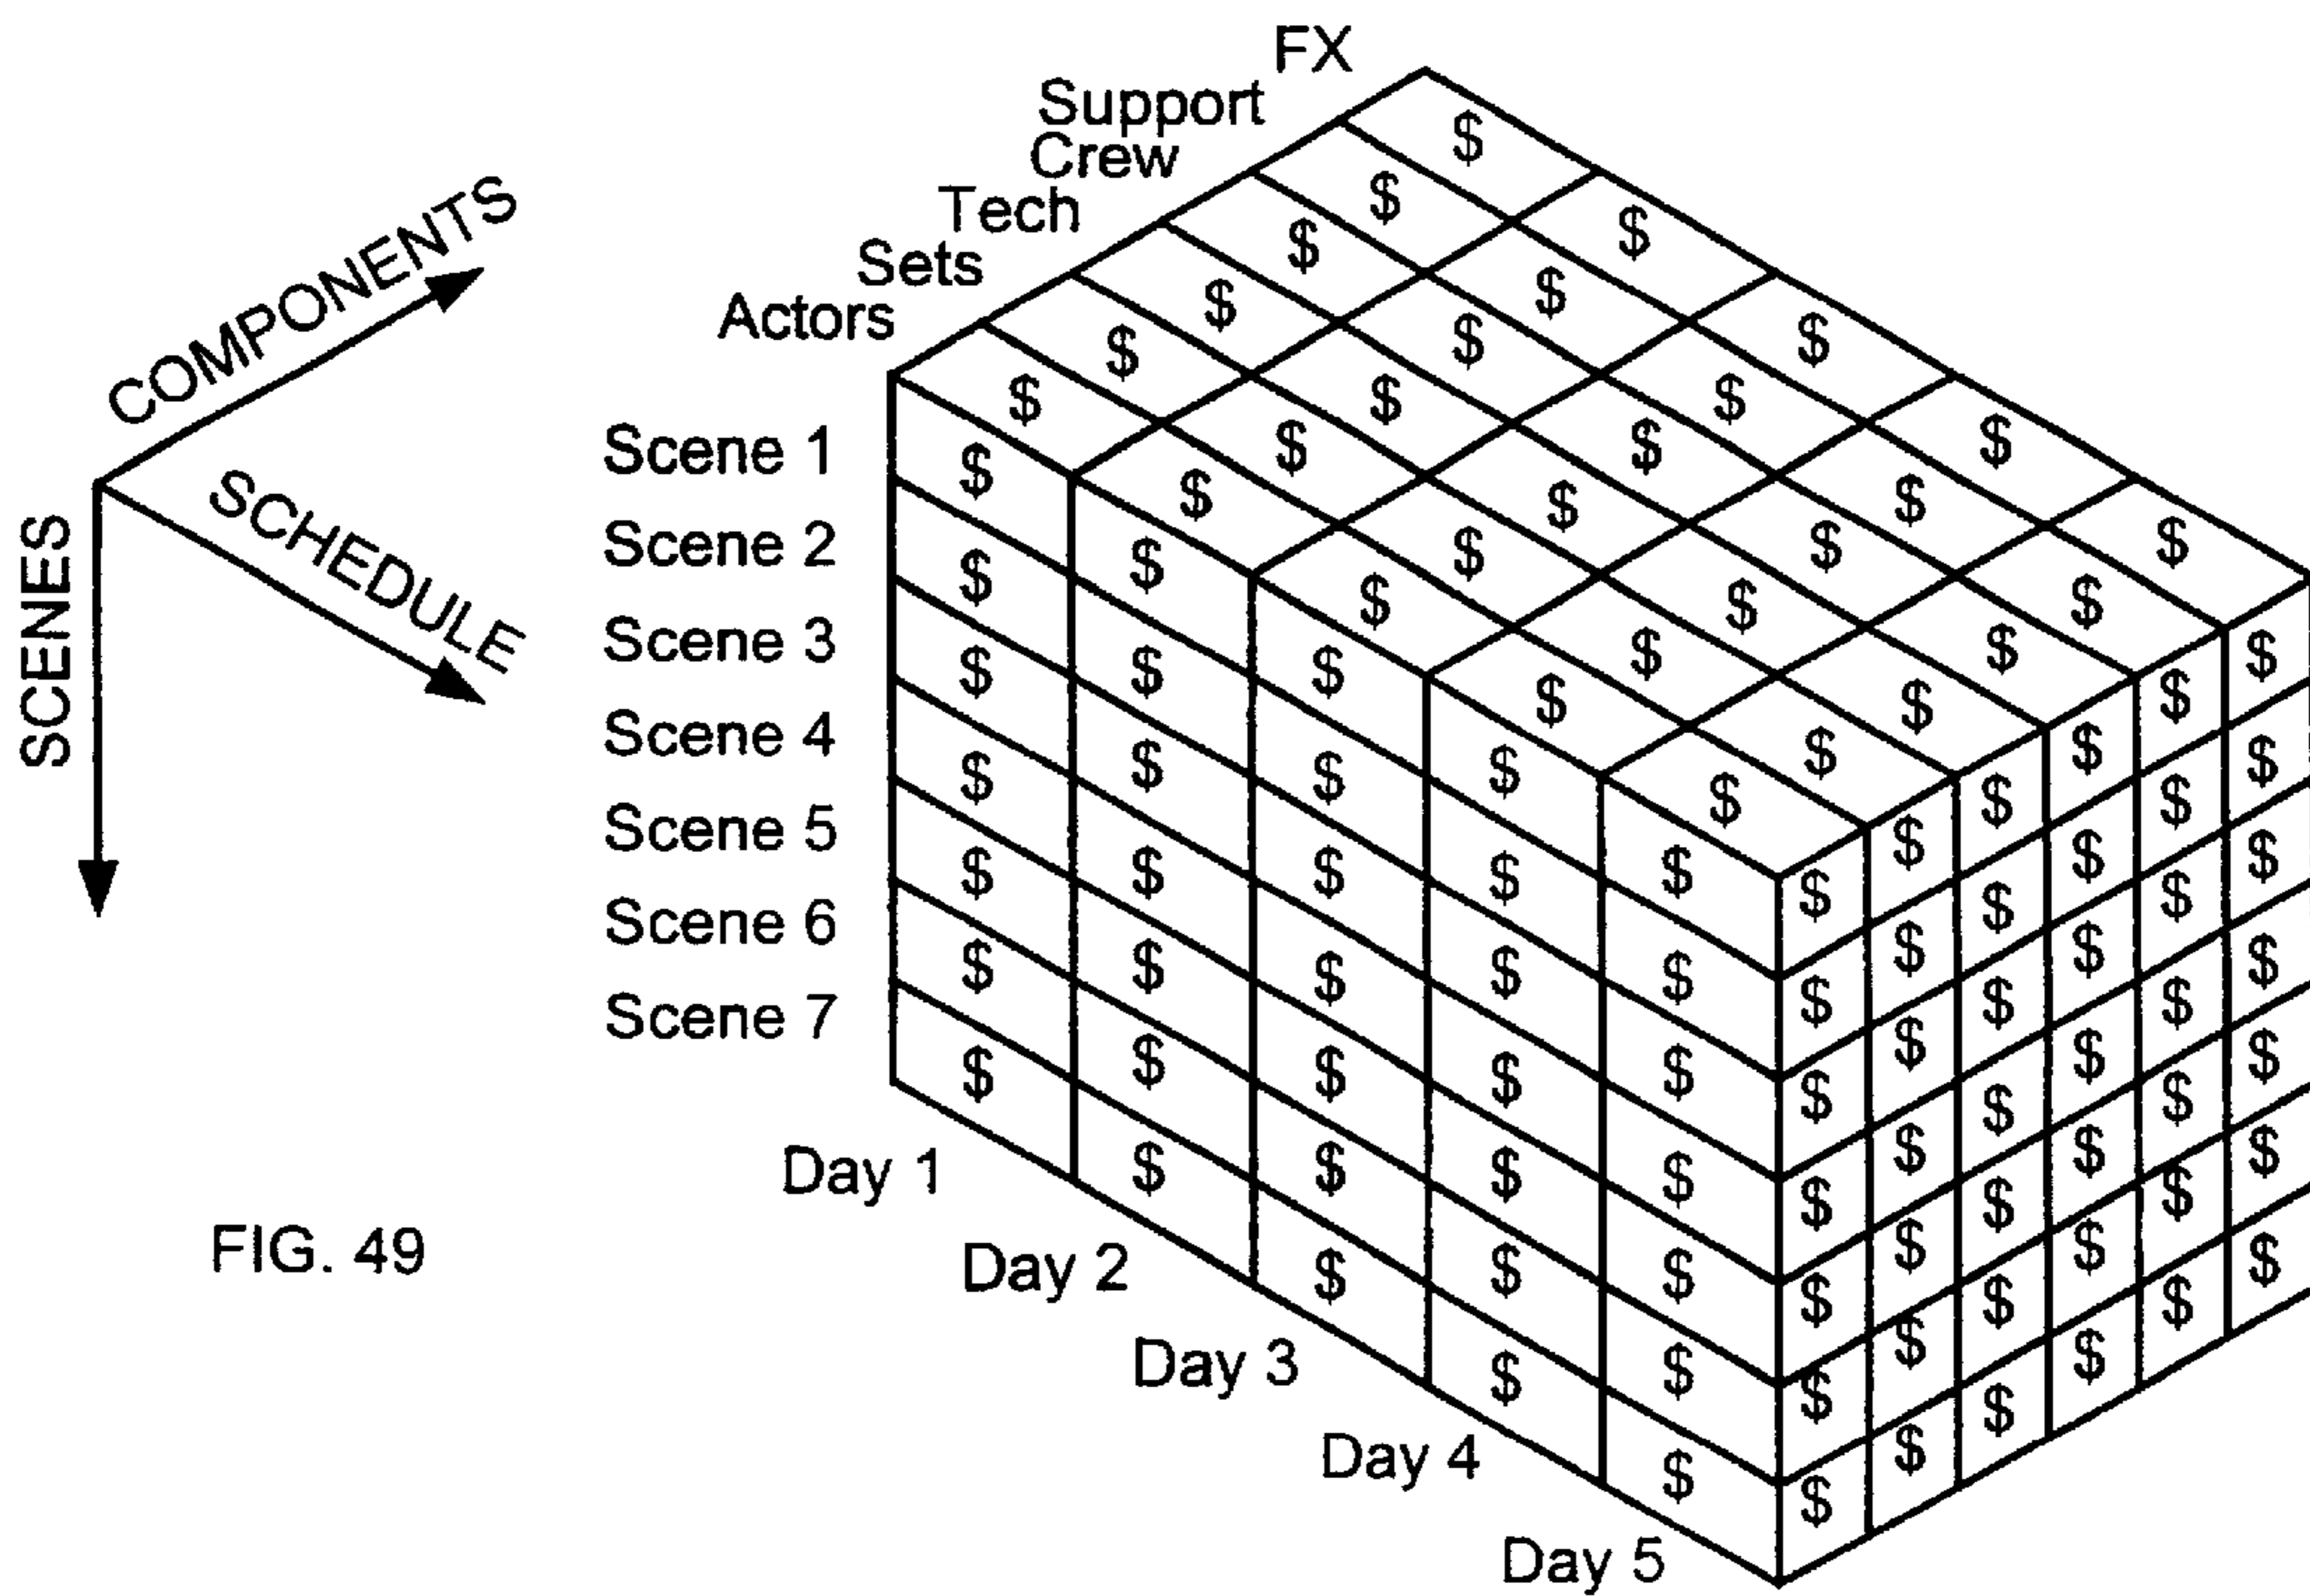 FX $ $ $ $ $
Support $ $ $ $ $
Crew $ $ $ $ $
Tech $ $ $ $ $
Sets $ $ $ $ $
Actors $ $ $ $ $
COMPONENTS
SCHEDULE
SCENES
Scene 1 $ $ $ $ $ $ $ $ $ $ $
Scene 2 $ $ $ $ $ $ $ $ $ $ $
Scene 3 $ $ $ $ $ $ $ $ $ $ $
Scene 4 $ $ $ $ $ $ $ $ $ $ $
Scene 5 $ $ $ $ $ $ $ $ $ $ $
Scene 6 $ $ $ $ $ $ $ $ $ $ $
Scene 7 $ $ $ $ $ $ $ $ $ $ $
Day 1
Day 2
Day 3
Day 4
Day 5
FIG. 49